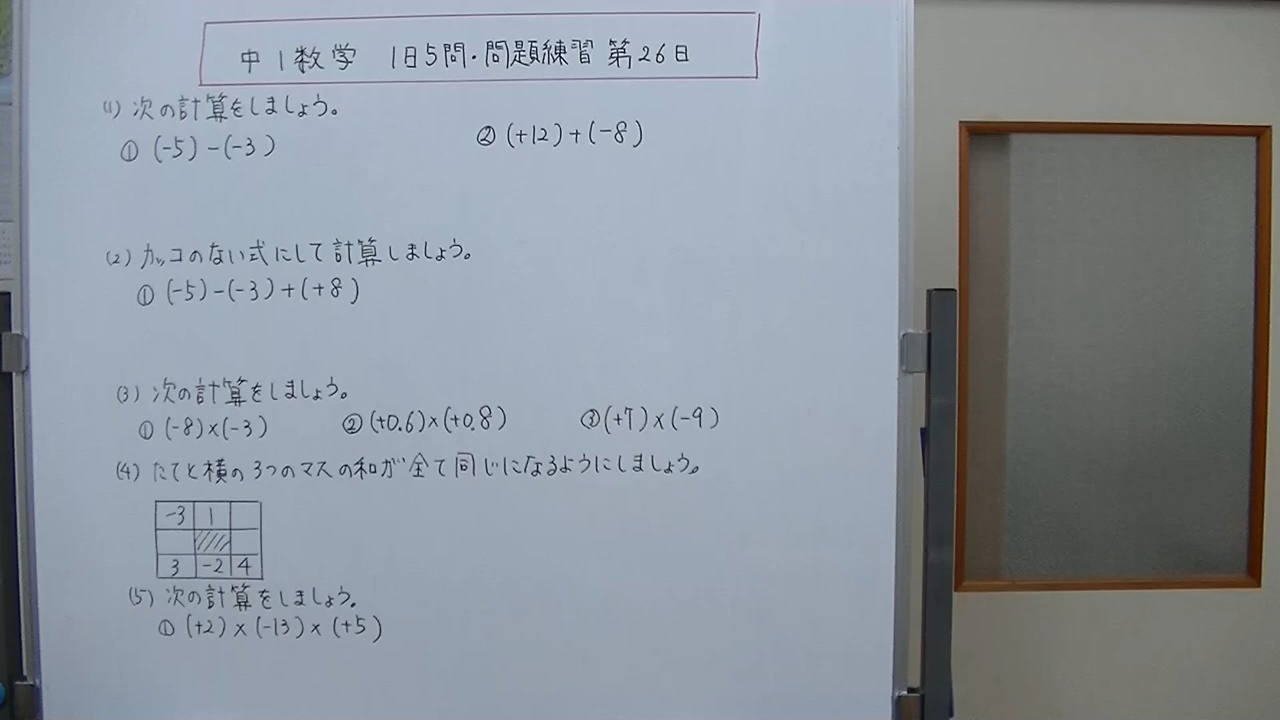 中1数学 1日5問・問題練習 第26日
(1) 次の計算をしましょう。
① (-5)-(-3) ② (+12)+(-8)
(2) カッコのない式にして計算しましょう。
① (-5)-(-3)+(+8)
(3) 次の計算をしましょう。
① (-8)×(-3) ② (+0.6)×(+0.8) ③ (+7)×(-9)
(4) たてと横の3つのマスの和が全て同じになるようにしましょう。
-3 1
3 -2 4
(5) 次の計算をしましょう。
① (+2)×(-13)×(+5)